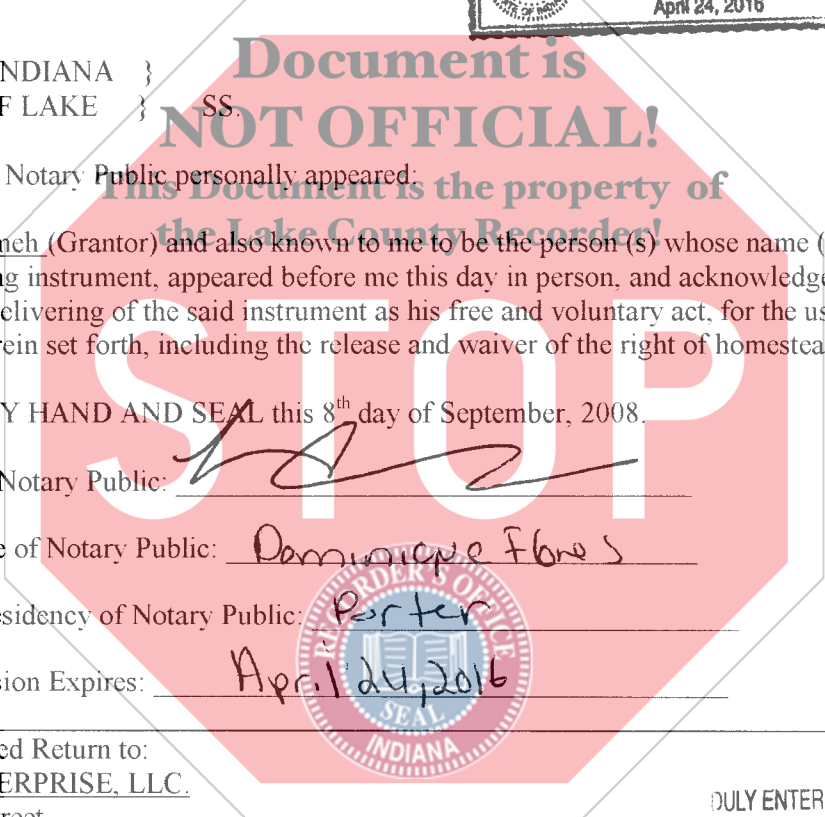 April 24, 2016
Document is
NDIANA }
F LAKE } SS.
NOT OFFICIAL!
Notary Public personally appeared:
This Document is the property of
the Lake County Recorder!
meh (Grantor) and also known to me to be the person (s) whose name (
ng instrument, appeared before me this day in person, and acknowledge
elivering of the said instrument as his free and voluntary act, for the us
rein set forth, including the release and waiver of the right of homestea
STOP
Y HAND AND SEAL this 8th day of September, 2008.
Notary Public:
e of Notary Public: Dominique Flores
esidency of Notary Public: Porter
sion Expires: April 24, 2016
RECORDER'S OFFICE
SEAL
INDIANA
ed Return to:
ERPRISE, LLC.
DULY ENTER